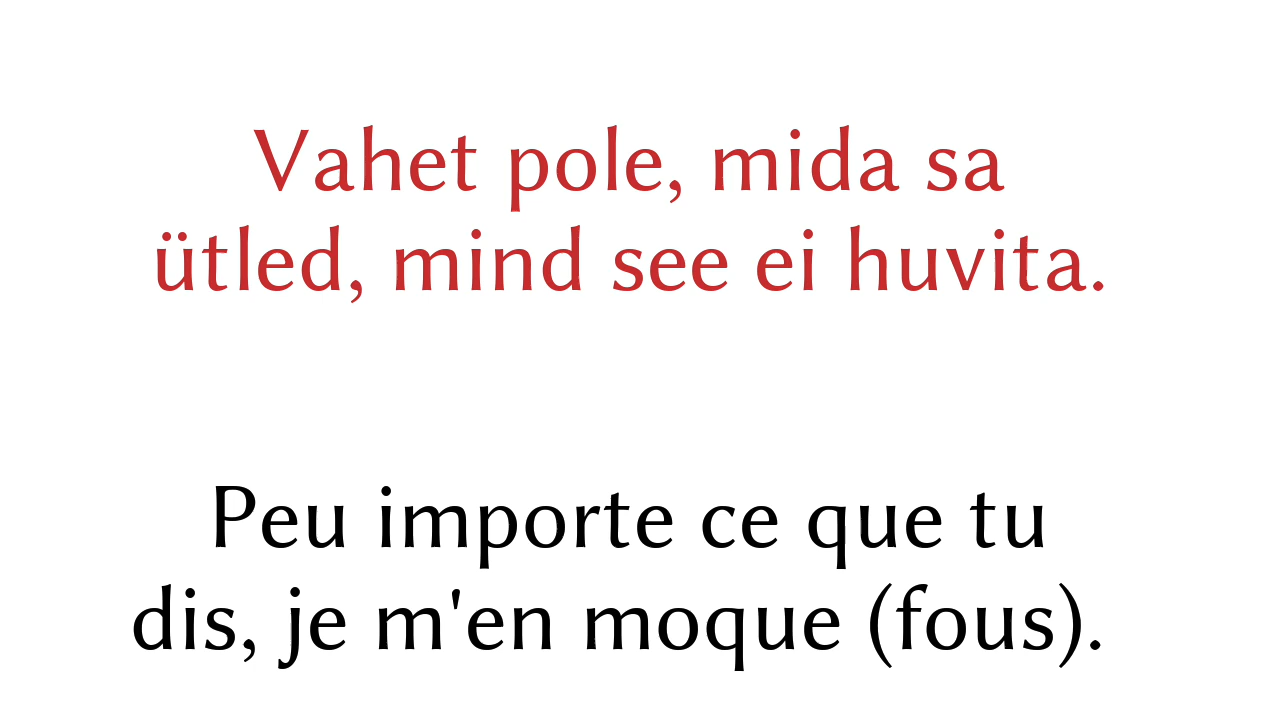 Vahet pole, mida sa
ütled, mind see ei huvita.
Peu importe ce que tu
dis, je m'en moque (fous).